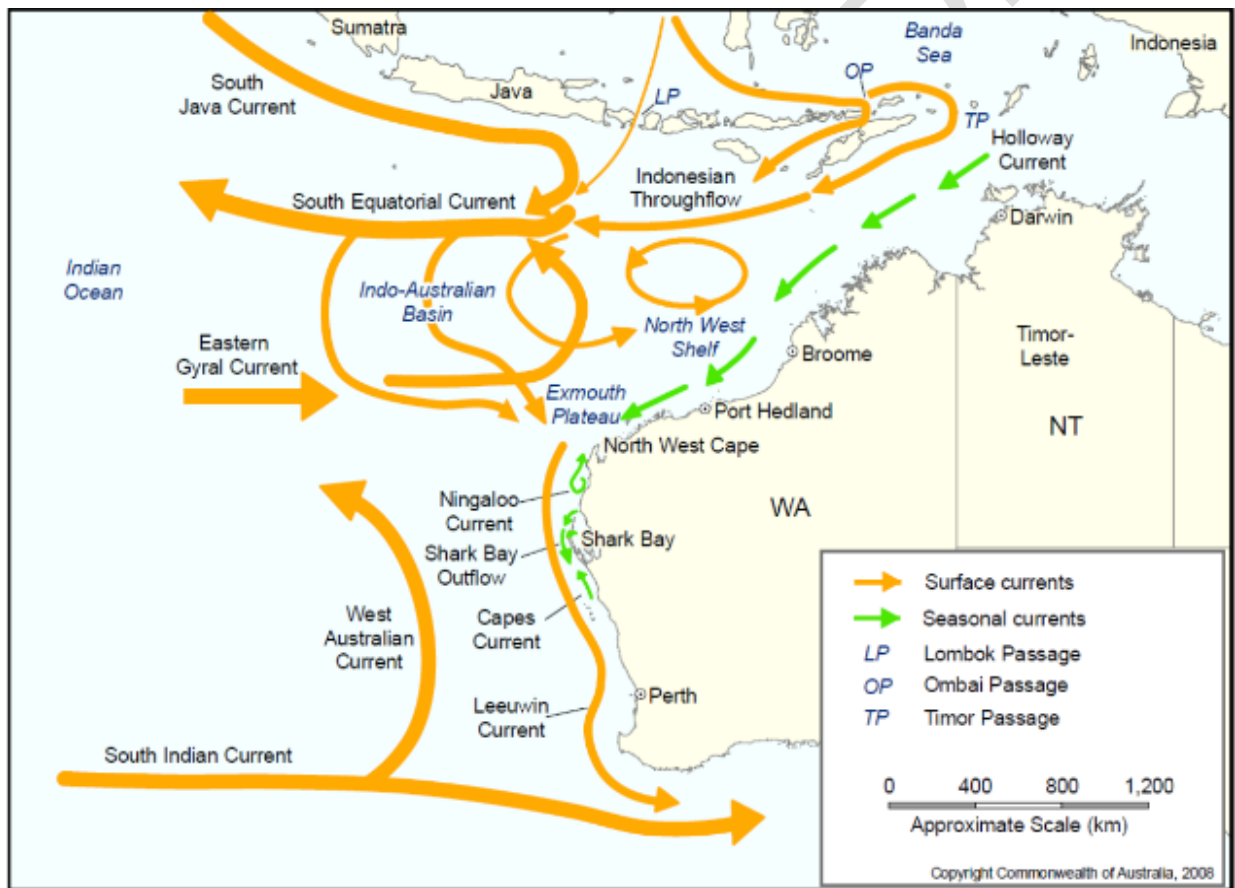 Sumatra
Banda
Sea
Indonesia
OP
South
Java Current
Java
LP
TP
Holloway
Current
Indonesian
Throughflow
South Equatorial Current
Darwin
Indian
Ocean
Indo-Australian
Basin
North West
Shelf
Timor-
Leste
Eastern
Gyral Current
Broome
Exmouth
Plateau
Port Hedland
NT
North West Cape
Ningaloo
Current
WA
Shark Bay
Shark Bay
Outflow
West
Australian
Current
Capes
Current
Perth
Leeuwin
Current
South Indian Current
Surface currents
Seasonal currents
LP Lombok Passage
OP Ombai Passage
TP Timor Passage
0 400 800 1,200
Approximate Scale (km)
Copyright Commonwealth of Australia, 2008